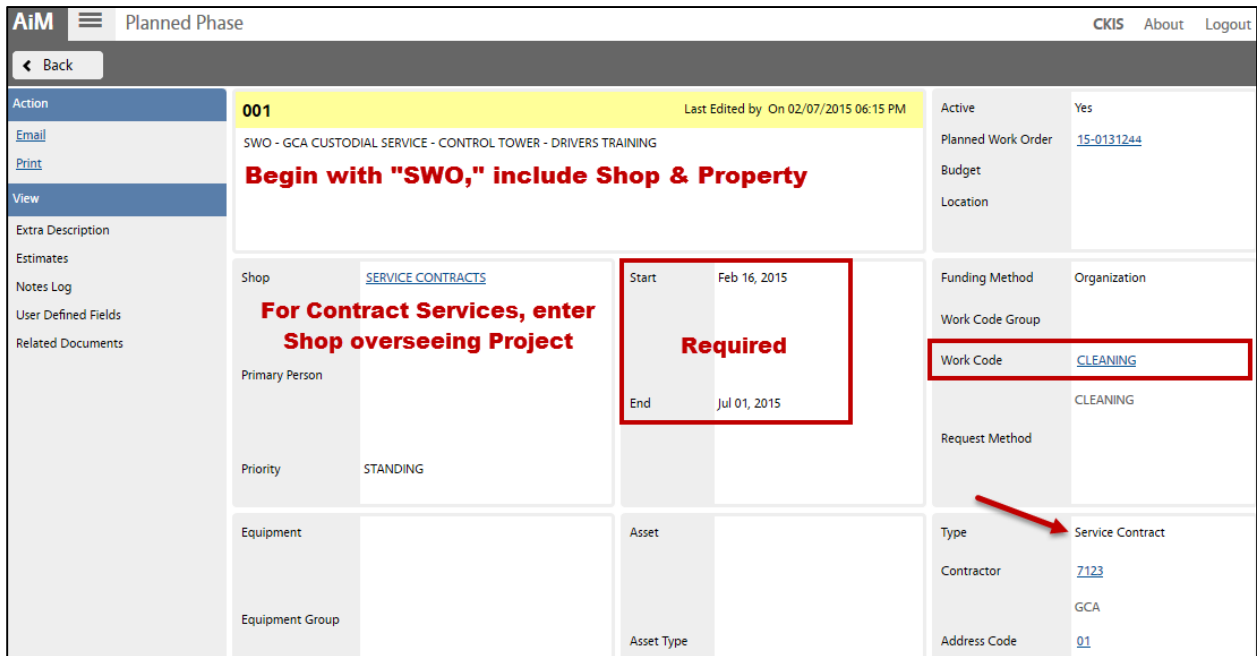 AiM Planned Phase CKIS About Logout
Back
Action
Email
Print
View
Extra Description
Estimates
Notes Log
User Defined Fields
Related Documents
001 Last Edited by On 02/07/2015 06:15 PM
SWO - GCA CUSTODIAL SERVICE - CONTROL TOWER - DRIVERS TRAINING
Begin with "SWO," include Shop & Property
Active Yes
Planned Work Order 15-0131244
Budget
Location
Shop SERVICE CONTRACTS
For Contract Services, enter
Shop overseeing Project
Primary Person
Priority STANDING
Start Feb 16, 2015
Required
End Jul 01, 2015
Funding Method Organization
Work Code Group
Work Code CLEANING
CLEANING
Request Method
Equipment
Equipment Group
Asset
Asset Type
Type Service Contract
Contractor 7123
GCA
Address Code 01